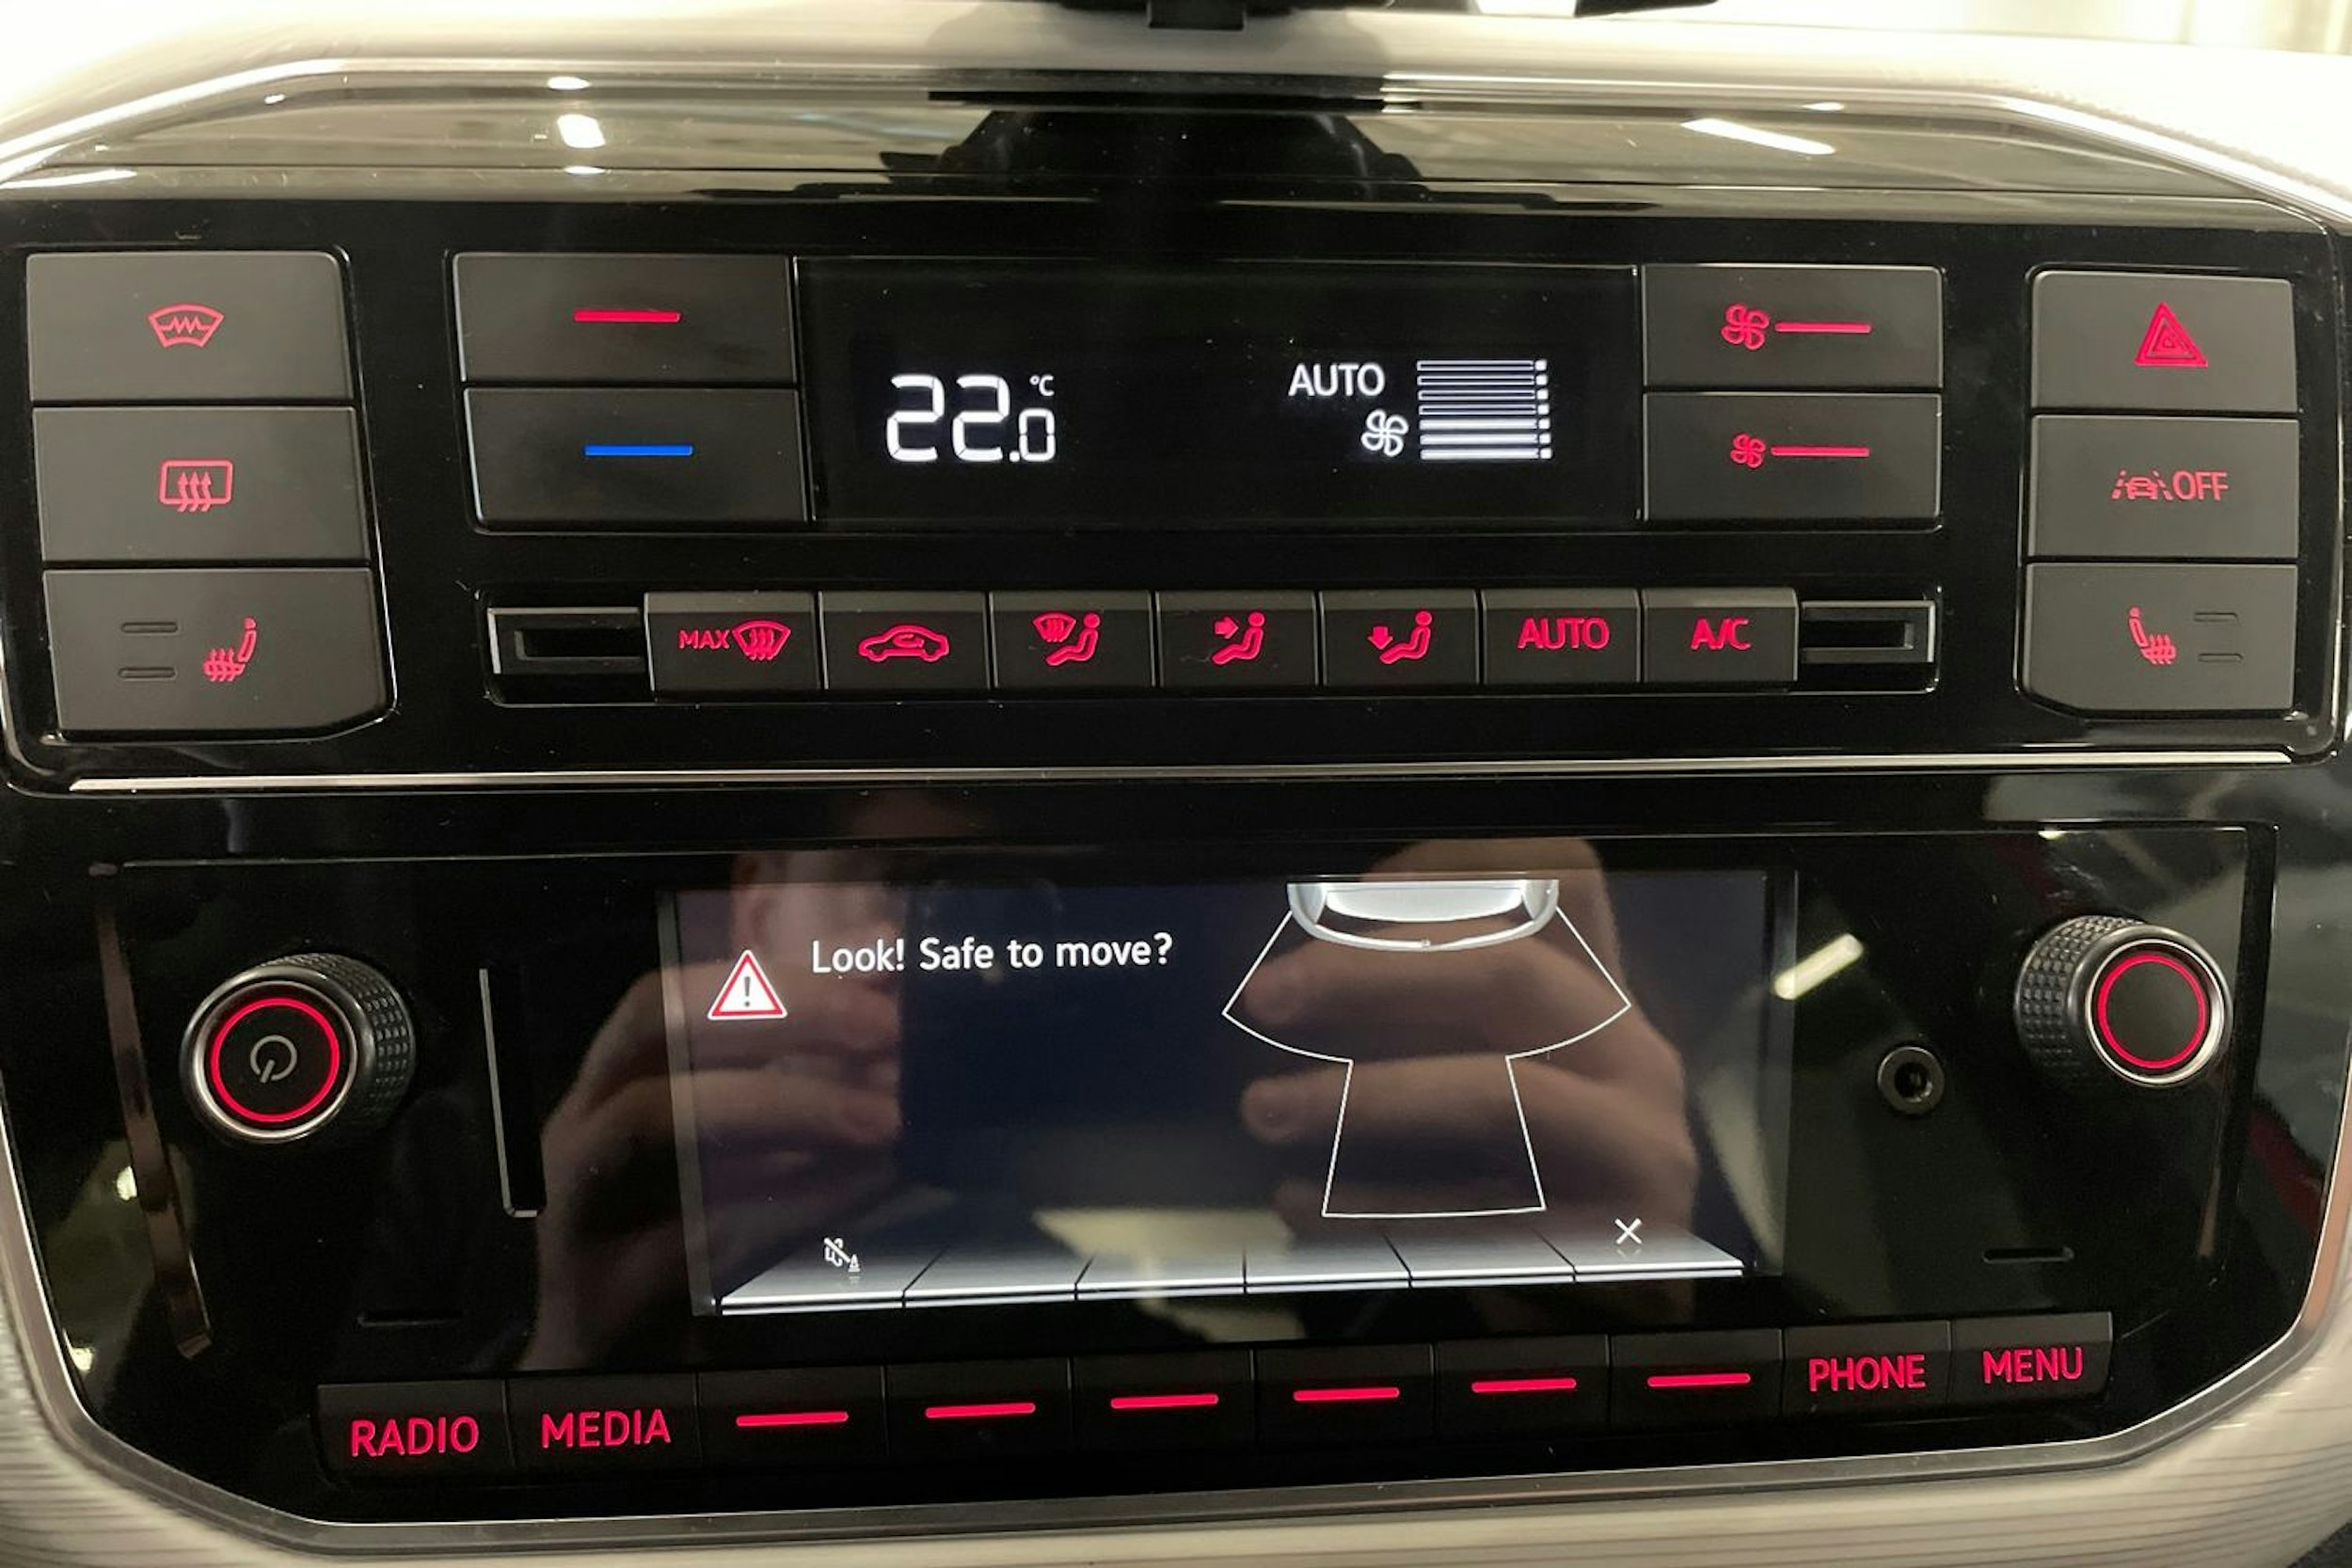 22.0 °C
AUTO
OFF
MAX
AUTO
A/C
Look! Safe to move?
RADIO
MEDIA
PHONE
MENU